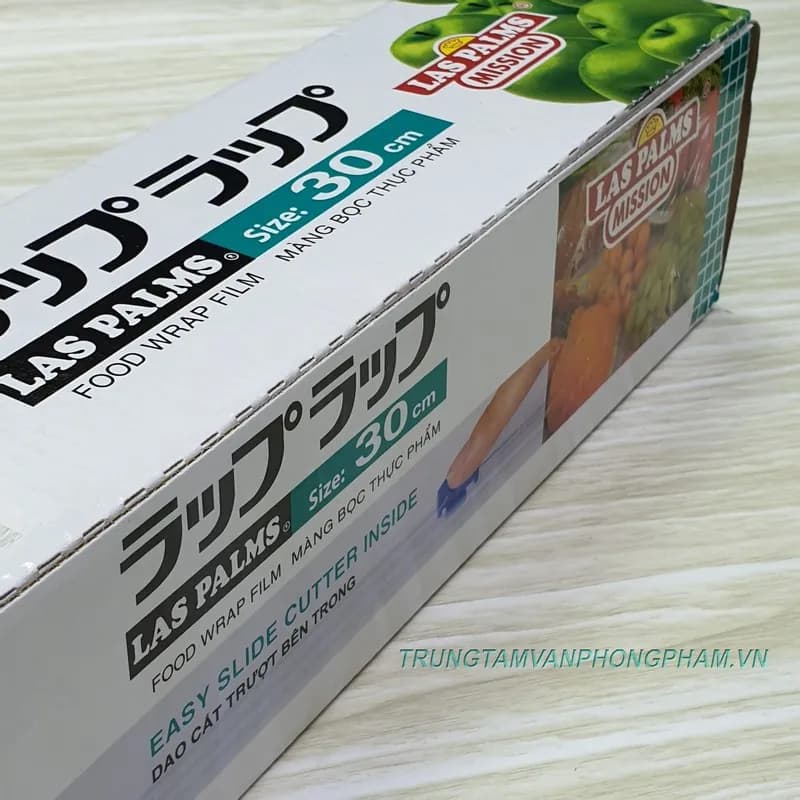 LAS PALMS
MISSION
ラップ ラップ
LAS PALMS®
Size: 30 cm
FOOD WRAP FILM MÀNG BỌC THỰC PHẨM
LAS PALMS
MISSION
ラップ ラップ
LAS PALMS®
Size: 30 cm
FOOD WRAP FILM MÀNG BỌC THỰC PHẨM
EASY SLIDE CUTTER INSIDE
DAO CẮT TRƯỢT BÊN TRONG
TRUNGTAMVANPHONGPHAM.VN